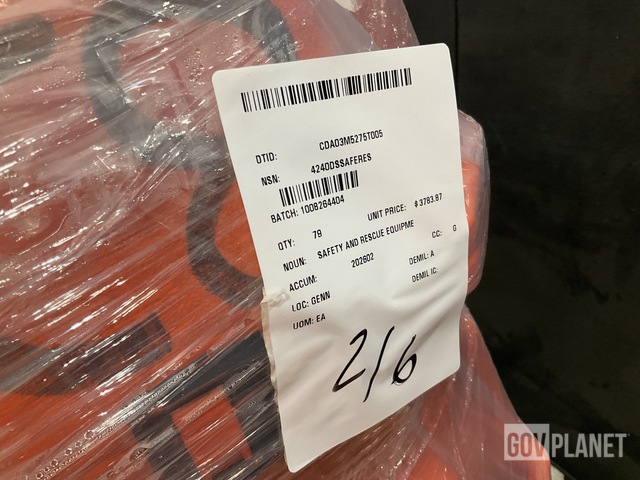 DTID: CDA03M5275T005
NSN: 4240DSSAFERES
BATCH: 1008264404
QTY: 79 UNIT PRICE: $ 3783.87
NOUN: SAFETY AND RESCUE EQUIPME
ACCUM: 202602 CC: G
LOC: GENN DEMIL: A
UOM: EA DEMIL IC:
2/6
GOVPLANET